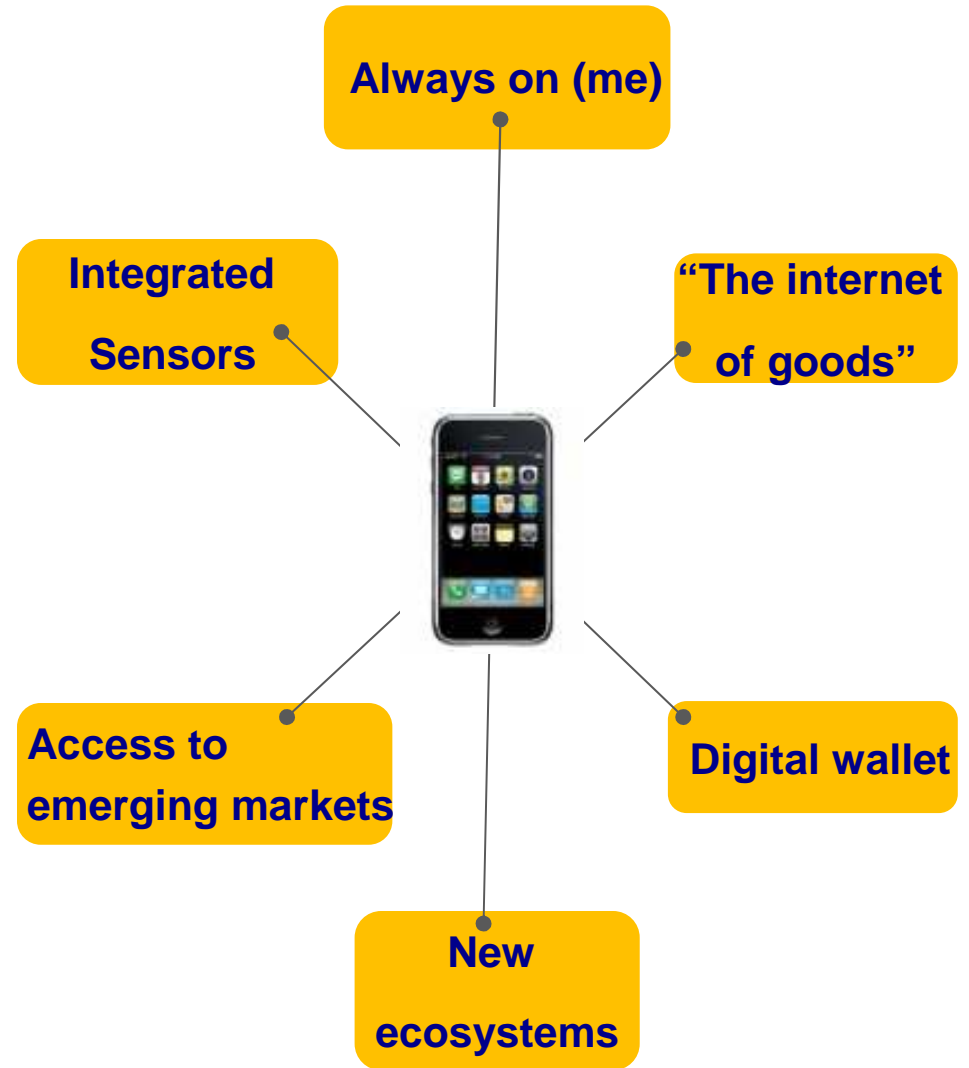 Always on (me)
Integrated
Sensors
“The internet
of goods”
Access to
emerging markets
Digital wallet
New
ecosystems